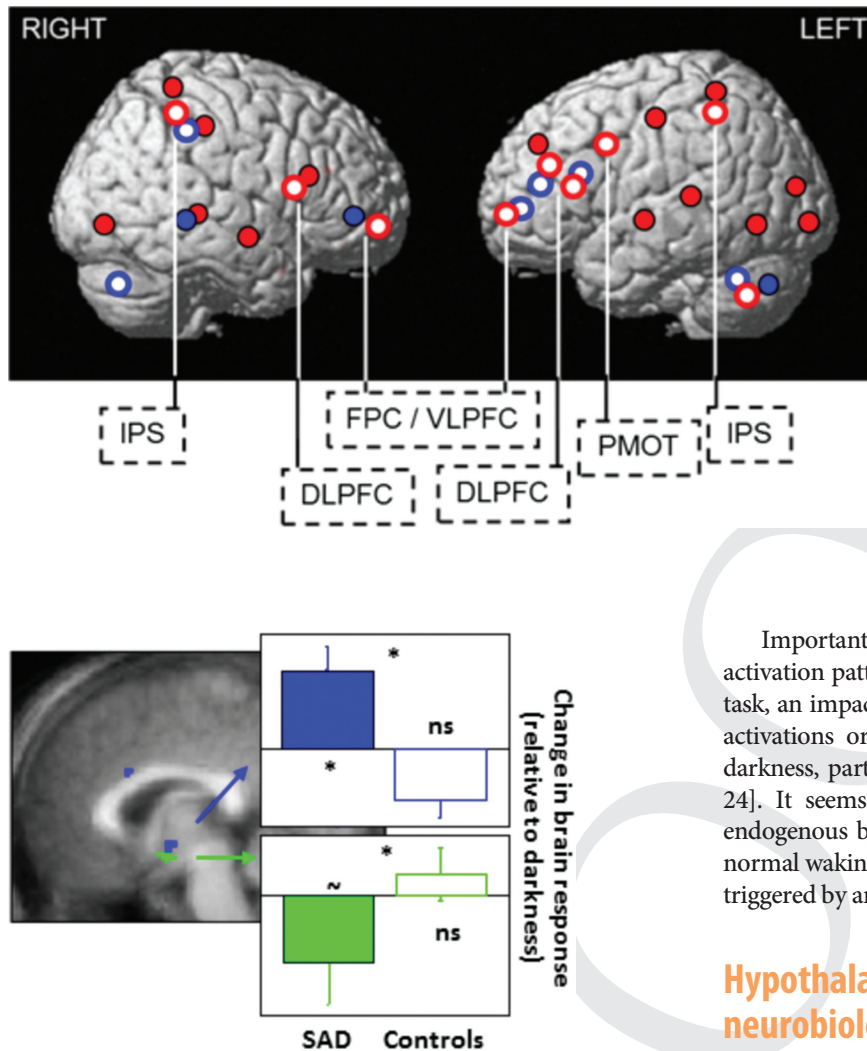 RIGHT
LEFT
IPS
FPC / VLPFC
PMOT
IPS
DLPFC
DLPFC
*
ns
*
*
~
ns
SAD Controls
Change in brain response
(relative to darkness)
Important
activation patt
task, an impac
activations or
darkness, part
24]. It seems
endogenous b
normal wakin
triggered by ar
Hypothala
neurobiolo